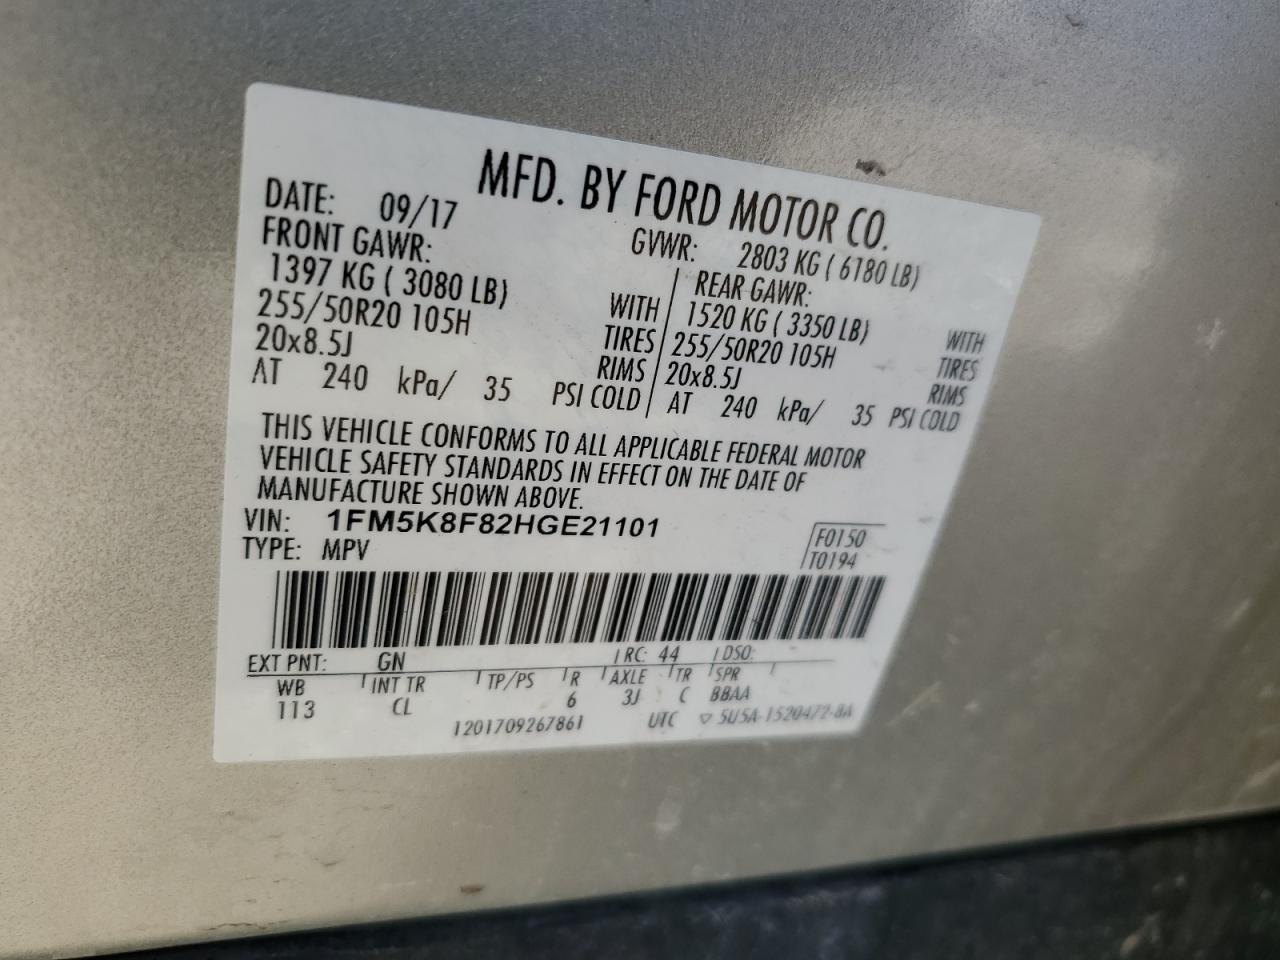 MFD. BY FORD MOTOR CO.
DATE: 09/17 GVWR: 2803 KG ( 6180 LB)
FRONT GAWR: REAR GAWR:
1397 KG ( 3080 LB) WITH 1520 KG ( 3350 LB) WITH
255/50R20 105H TIRES 255/50R20 105H TIRES
20x8.5J RIMS 20x8.5J RIMS
AT 240 kPa/ 35 PSI COLD AT 240 kPa/ 35 PSI COLD
THIS VEHICLE CONFORMS TO ALL APPLICABLE FEDERAL MOTOR
VEHICLE SAFETY STANDARDS IN EFFECT ON THE DATE OF
MANUFACTURE SHOWN ABOVE.
VIN: 1FM5K8F82HGE21101 F0150
TYPE: MPV T0194
EXT PNT: GN RC: 44 DSO:
WB INT TR TP/PS R AXLE TR SPR
113 CL 6 3J C BBAA
1201709267861 UTC ▽ 5U5A-1520472-BA